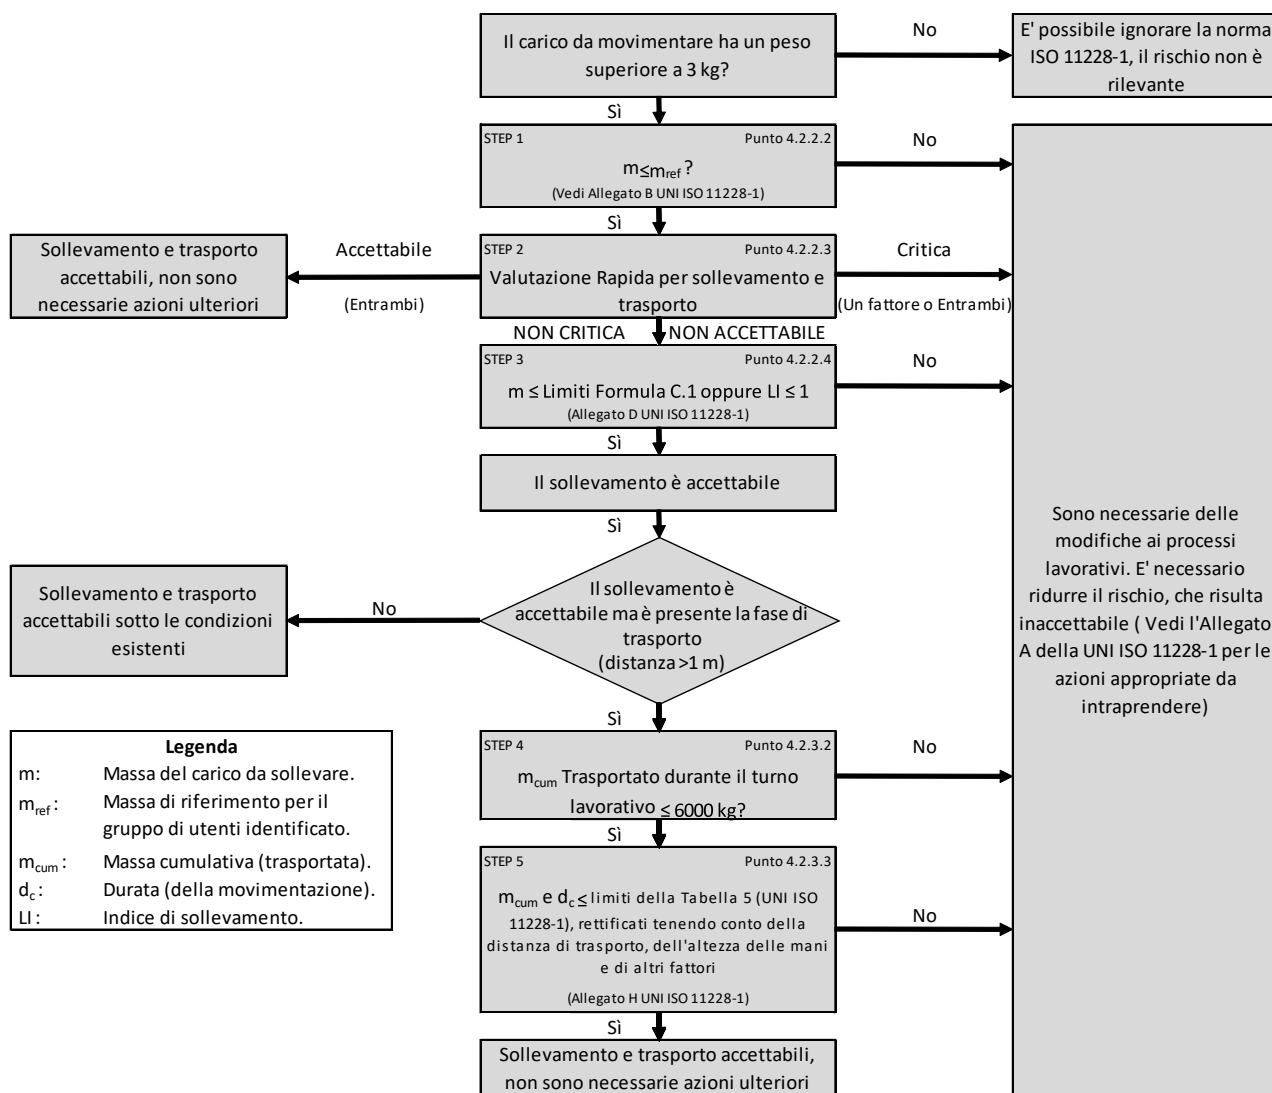 Il carico da movimentare ha un peso
superiore a 3 kg?
No
E' possibile ignorare la norma
ISO 11228-1, il rischio non è
rilevante
Sì
STEP 1
Punto 4.2.2.2
m≤mref ?
(Vedi Allegato B UNI ISO 11228-1)
No
Sì
Sollevamento e trasporto
accettabili, non sono
necessarie azioni ulteriori
Accettabile
(Entrambi)
STEP 2
Punto 4.2.2.3
Valutazione Rapida per sollevamento e
trasporto
Critica
(Un fattore o Entrambi)
NON CRITICA
NON ACCETTABILE
STEP 3
Punto 4.2.2.4
m ≤ Limiti Formula C.1 oppure LI ≤ 1
(Allegato D UNI ISO 11228-1)
No
Sì
Il sollevamento è accettabile
Sì
Il sollevamento è
accettabile ma è presente la fase di
trasporto
(distanza >1 m)
No
Sollevamento e trasporto
accettabili sotto le condizioni
esistenti
Sono necessarie delle
modifiche ai processi
lavorativi. E' necessario
ridurre il rischio, che risulta
inaccettabile ( Vedi l'Allegato
A della UNI ISO 11228-1 per le
azioni appropriate da
intraprendere)
Sì
STEP 4
Punto 4.2.3.2
mcum Trasportato durante il turno
lavorativo ≤ 6000 kg?
No
Sì
STEP 5
Punto 4.2.3.3
mcum e dc ≤ limiti della Tabella 5 (UNI ISO
11228-1), rettificati tenendo conto della
distanza di trasporto, dell'altezza delle mani
e di altri fattori
(Allegato H UNI ISO 11228-1)
No
Sì
Sollevamento e trasporto accettabili,
non sono necessarie azioni ulteriori
Legenda
m: Massa del carico da sollevare.
mref : Massa di riferimento per il
gruppo di utenti identificato.
mcum : Massa cumulativa (trasportata).
dc : Durata (della movimentazione).
LI : Indice di sollevamento.